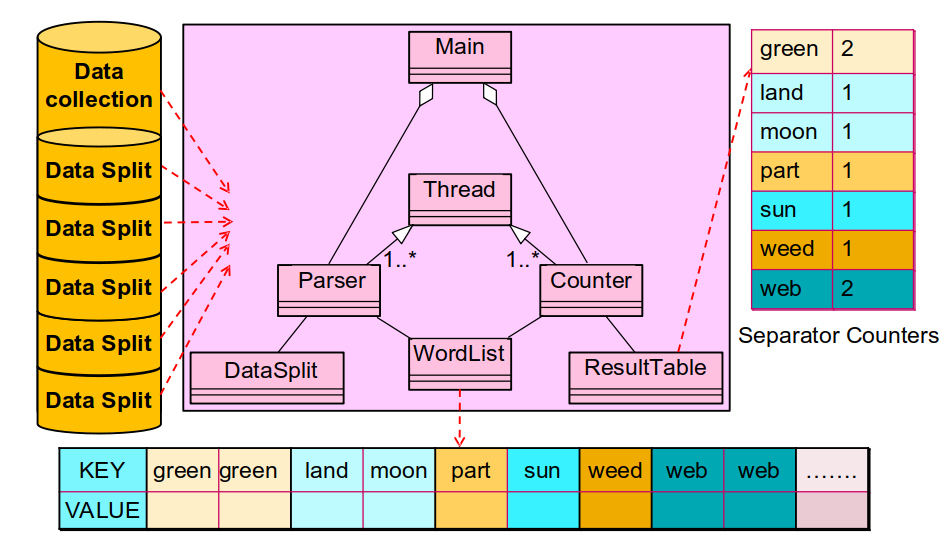 Data
collection
Data Split
Data Split
Data Split
Data Split
Data Split
Main
Thread
1..*
1..*
Parser
Counter
DataSplit
WordList
ResultTable
green 2
land 1
moon 1
part 1
sun 1
weed 1
web 2
Separator Counters
KEY green green land moon part sun weed web web .......
VALUE